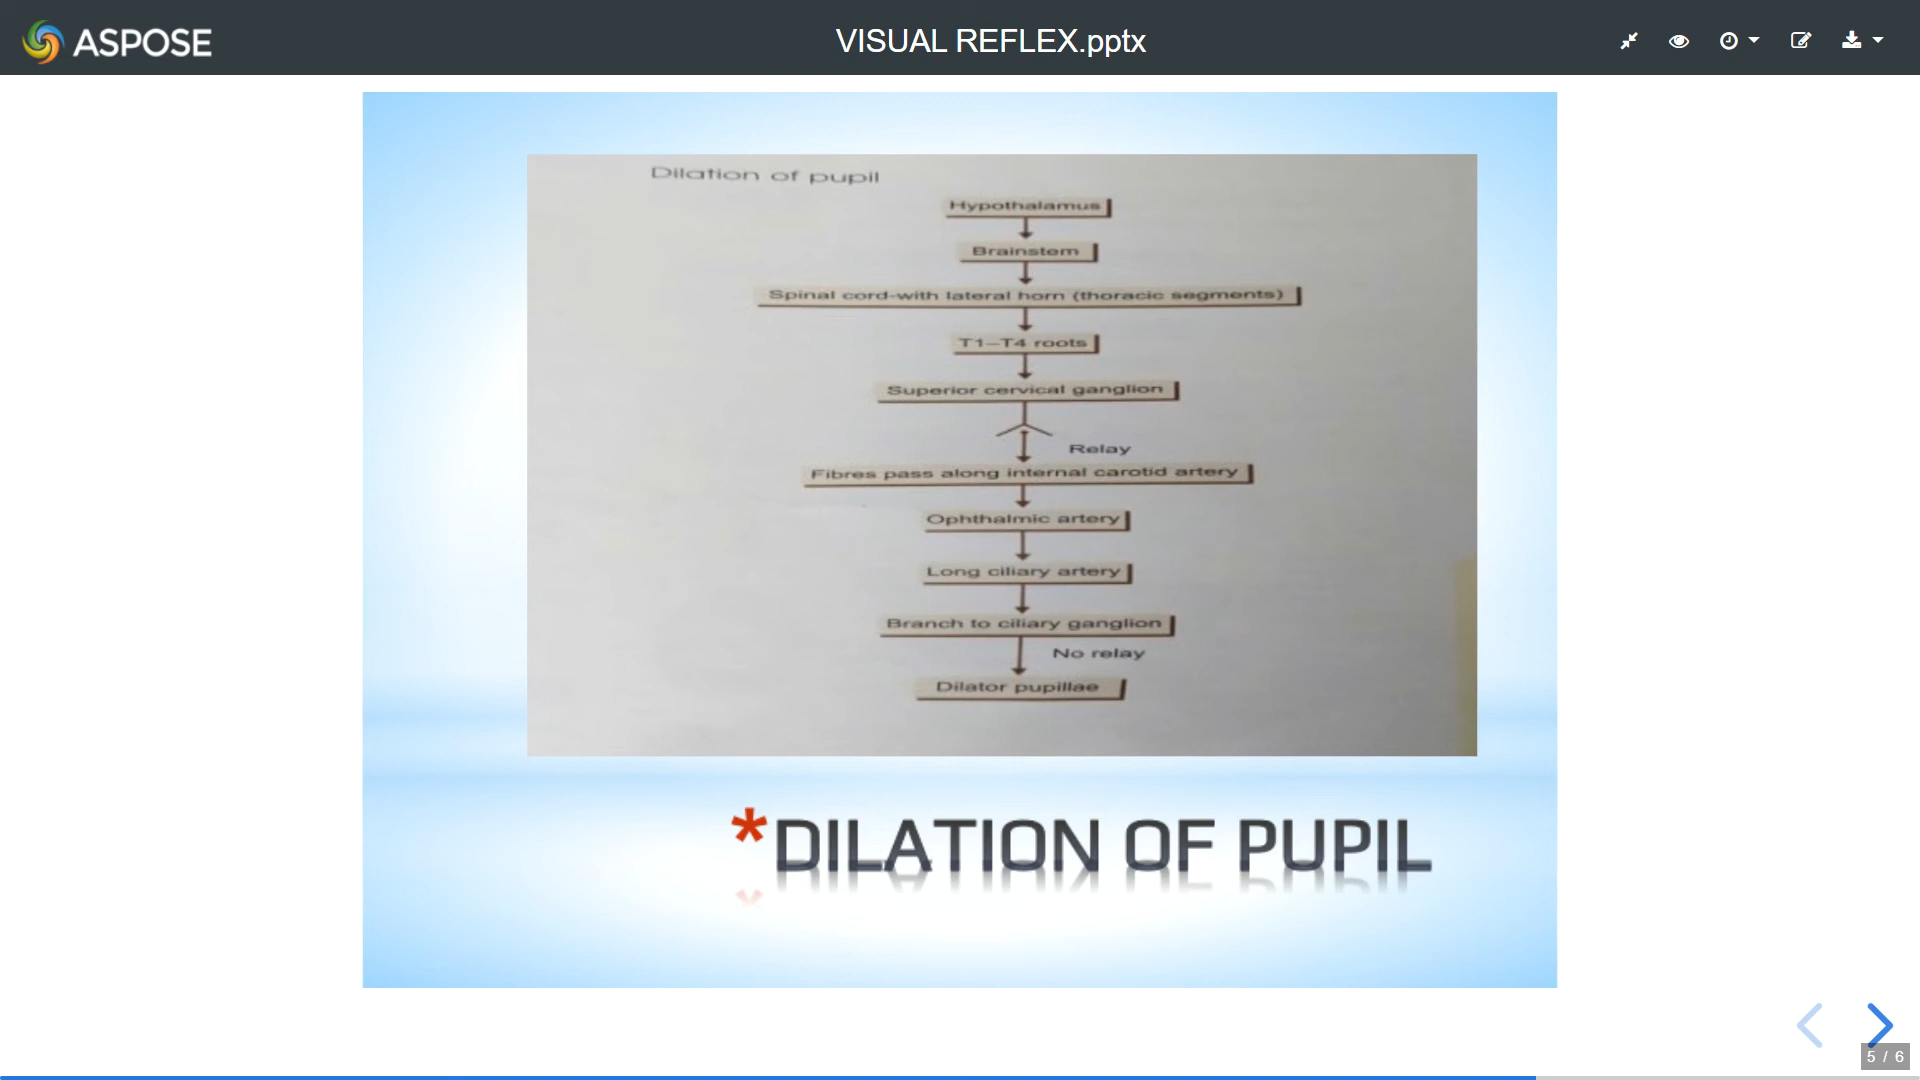 ASPOSE
VISUAL REFLEX.pptx
Dilation of pupil
Hypothalamus
Brainstem
Spinal cord-with lateral horn (thoracic segments)
T1–T4 roots
Superior cervical ganglion
Relay
Fibres pass along internal carotid artery
Ophthalmic artery
Long ciliary artery
Branch to ciliary ganglion
No relay
Dilator pupillae
*DILATION OF PUPIL
5 / 6